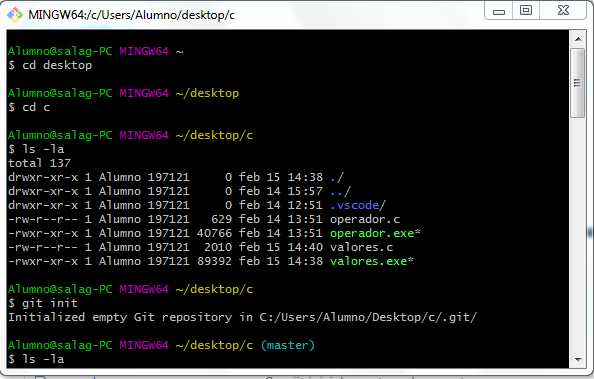 MINGW64:/c/Users/Alumno/desktop/c
Alumno@salag-PC MINGW64 ~
$ cd desktop
Alumno@salag-PC MINGW64 ~/desktop
$ cd c
Alumno@salag-PC MINGW64 ~/desktop/c
$ ls -la
total 137
drwxr-xr-x 1 Alumno 197121     0 feb 15 14:38 ./
drwxr-xr-x 1 Alumno 197121     0 feb 14 15:57 ../
drwxr-xr-x 1 Alumno 197121     0 feb 14 12:51 .vscode/
-rw-r--r-- 1 Alumno 197121   629 feb 14 13:51 operador.c
-rwxr-xr-x 1 Alumno 197121 40766 feb 14 13:51 operador.exe*
-rw-r--r-- 1 Alumno 197121  2010 feb 15 14:40 valores.c
-rwxr-xr-x 1 Alumno 197121 89392 feb 15 14:38 valores.exe*
Alumno@salag-PC MINGW64 ~/desktop/c
$ git init
Initialized empty Git repository in C:/Users/Alumno/Desktop/c/.git/
Alumno@salag-PC MINGW64 ~/desktop/c (master)
$ ls -la